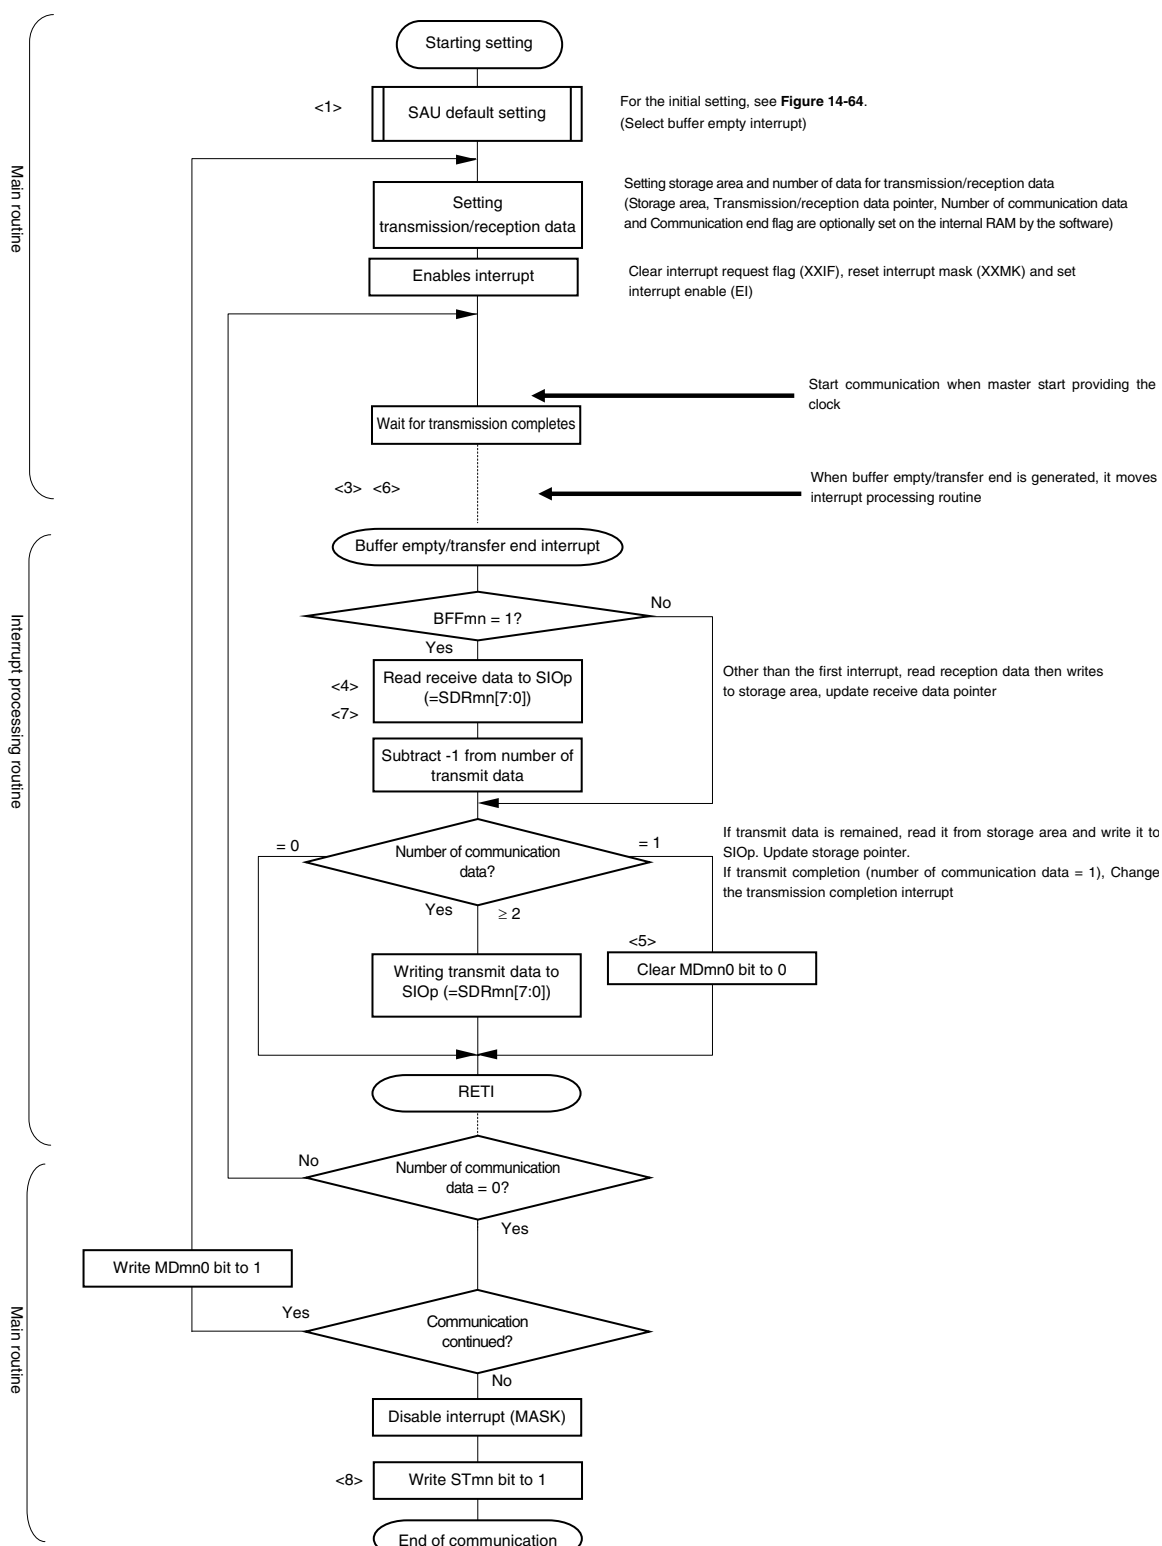 Starting setting
<1>
SAU default setting
For the initial setting, see Figure 14-64.
(Select buffer empty interrupt)
Main routine
Setting
transmission/reception data
Setting storage area and number of data for transmission/reception data
(Storage area, Transmission/reception data pointer, Number of communication data
and Communication end flag are optionally set on the internal RAM by the software)
Enables interrupt
Clear interrupt request flag (XXIF), reset interrupt mask (XXMK) and set
interrupt enable (EI)
Start communication when master start providing the
clock
Wait for transmission completes
<3> <6>
When buffer empty/transfer end is generated, it moves
interrupt processing routine
Buffer empty/transfer end interrupt
Interrupt processing routine
BFFmn = 1?
No
Yes
<4>
<7>
Read receive data to SIOp
(=SDRmn[7:0])
Other than the first interrupt, read reception data then writes
to storage area, update receive data pointer
Subtract -1 from number of
transmit data
= 0
Number of communication
data?
= 1
If transmit data is remained, read it from storage area and write it to
SIOp. Update storage pointer.
If transmit completion (number of communication data = 1), Change
the transmission completion interrupt
Yes
≥ 2
<5>
Clear MDmn0 bit to 0
Writing transmit data to
SIOp (=SDRmn[7:0])
RETI
No
Number of communication
data = 0?
Yes
Write MDmn0 bit to 1
Main routine
Yes
Communication
continued?
No
Disable interrupt (MASK)
<8>
Write STmn bit to 1
End of communication